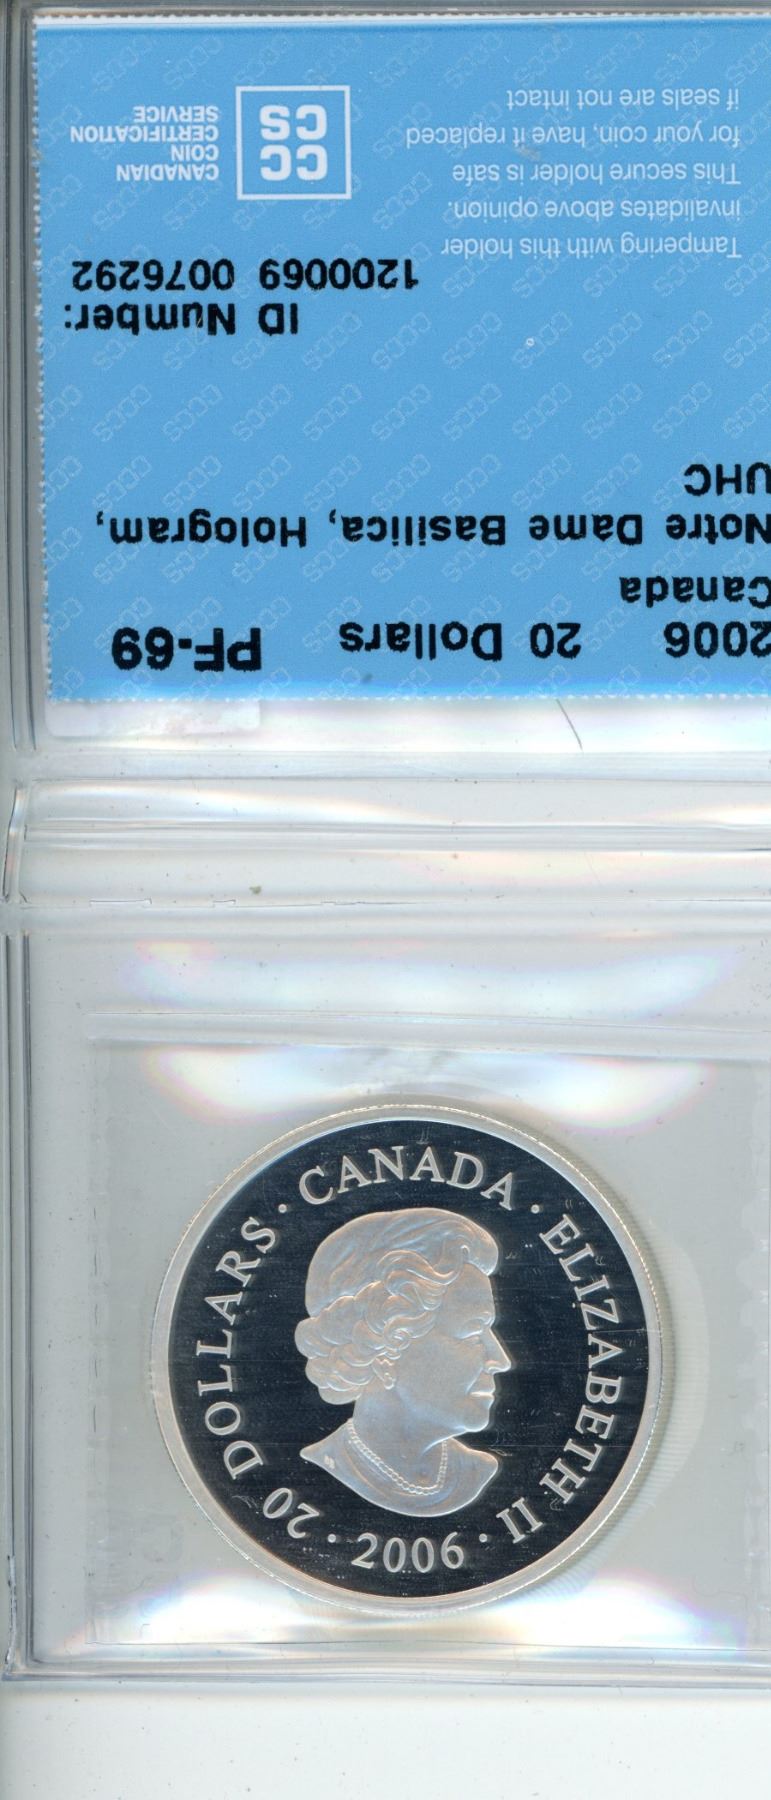 2006 20 Dollars PF-69
Canada
Notre Dame Basilica, Hologram,
UHC
ID Number:
1200069 0076292
Tampering with this holder
invalidates above opinion.
This secure holder is safe
for your coin, have it replaced
if seals are not intact
CC
CS
CANADIAN
COIN
CERTIFICATION
SERVICE
20 DOLLARS · CANADA · ELIZABETH II · 2006 ·